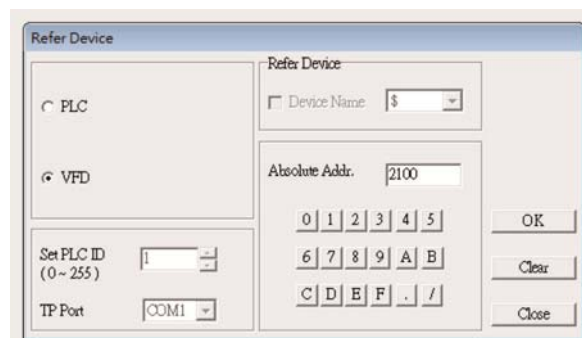 Refer Device
PLC
VFD
Set PLC ID
(0 ~ 255)
1
TP Port
COM1
Refer Device
Device Name
$
Absolute Addr.
2100
0 1 2 3 4 5
6 7 8 9 A B
C D E F . /
OK
Clear
Close